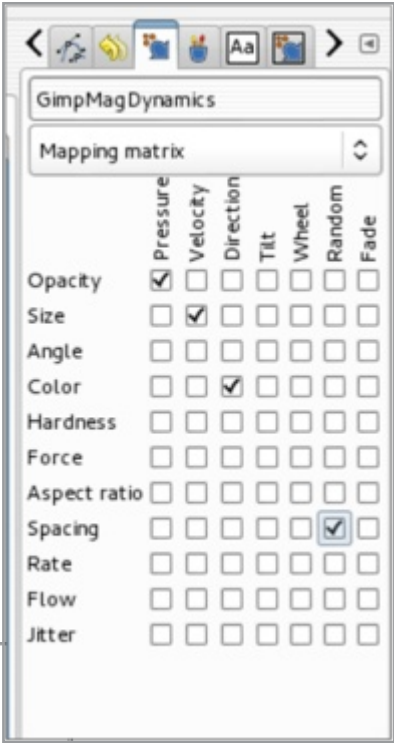 Aa
GimpMagDynamics
Mapping matrix
Pressure
Velocity
Direction
Tilt
Wheel
Random
Fade
Opacity
Size
Angle
Color
Hardness
Force
Aspect ratio
Spacing
Rate
Flow
Jitter